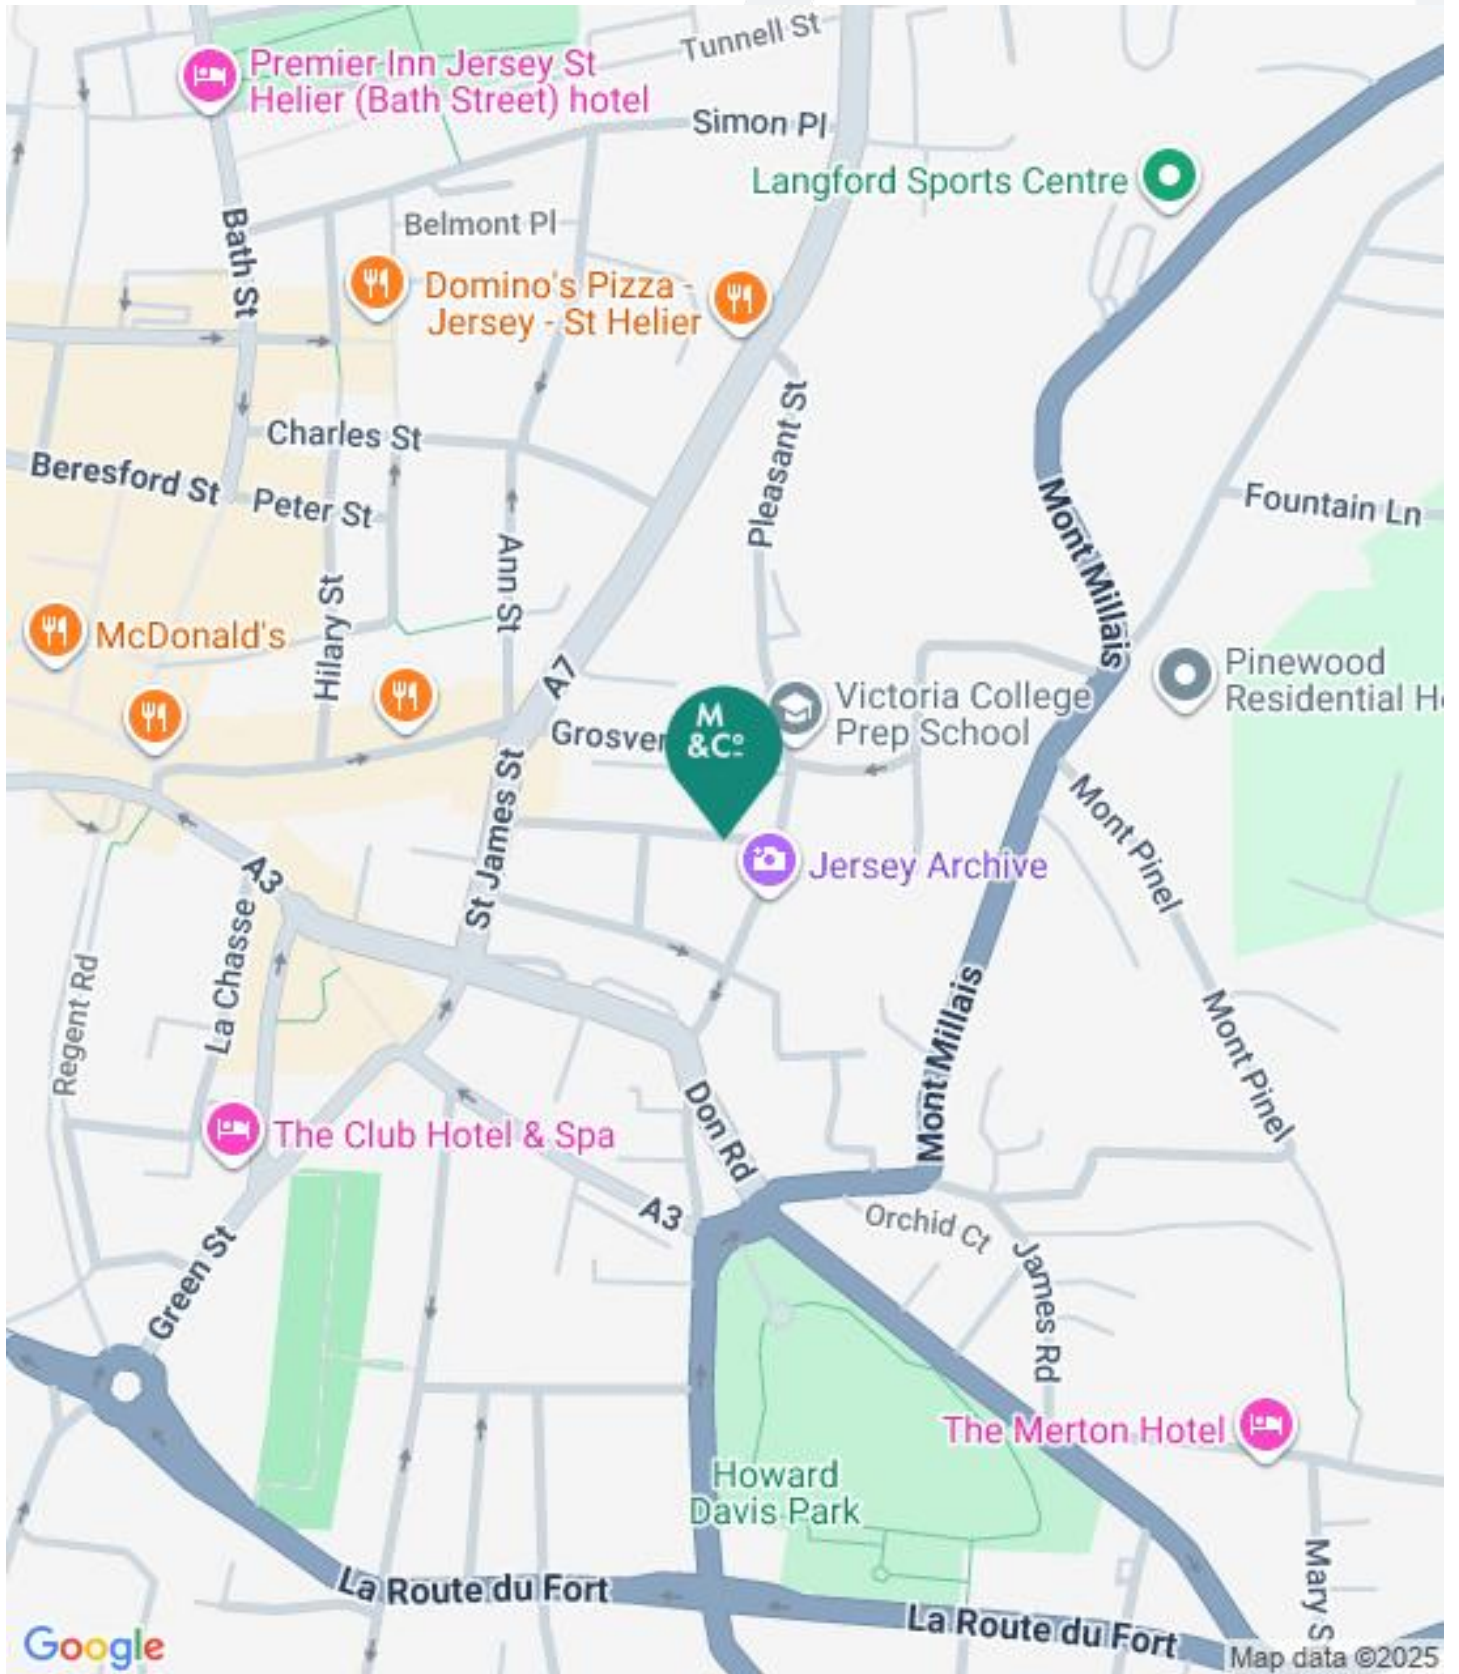 Tunnell St
Premier Inn Jersey St
Helier (Bath Street) hotel
Simon Pl
Langford Sports Centre
Bath St
Belmont Pl
Domino's Pizza -
Jersey - St Helier
Pleasant St
Charles St
Beresford St
Peter St
Mont Millais
Fountain Ln
Ann St
Hilary St
McDonald's
A7
Pinewood
Residential H
Victoria College
Prep School
M
&Co
Grosve
St James St
Mont Pinel
Jersey Archive
A3
La Chasse
Regent Rd
Mont Millais
Mont Pinel
Don Rd
The Club Hotel & Spa
A3
Orchid Ct
Green St
James Rd
The Merton Hotel
Howard
Davis Park
Mary S
La Route du Fort
La Route du Fort
Google
Map data ©2025